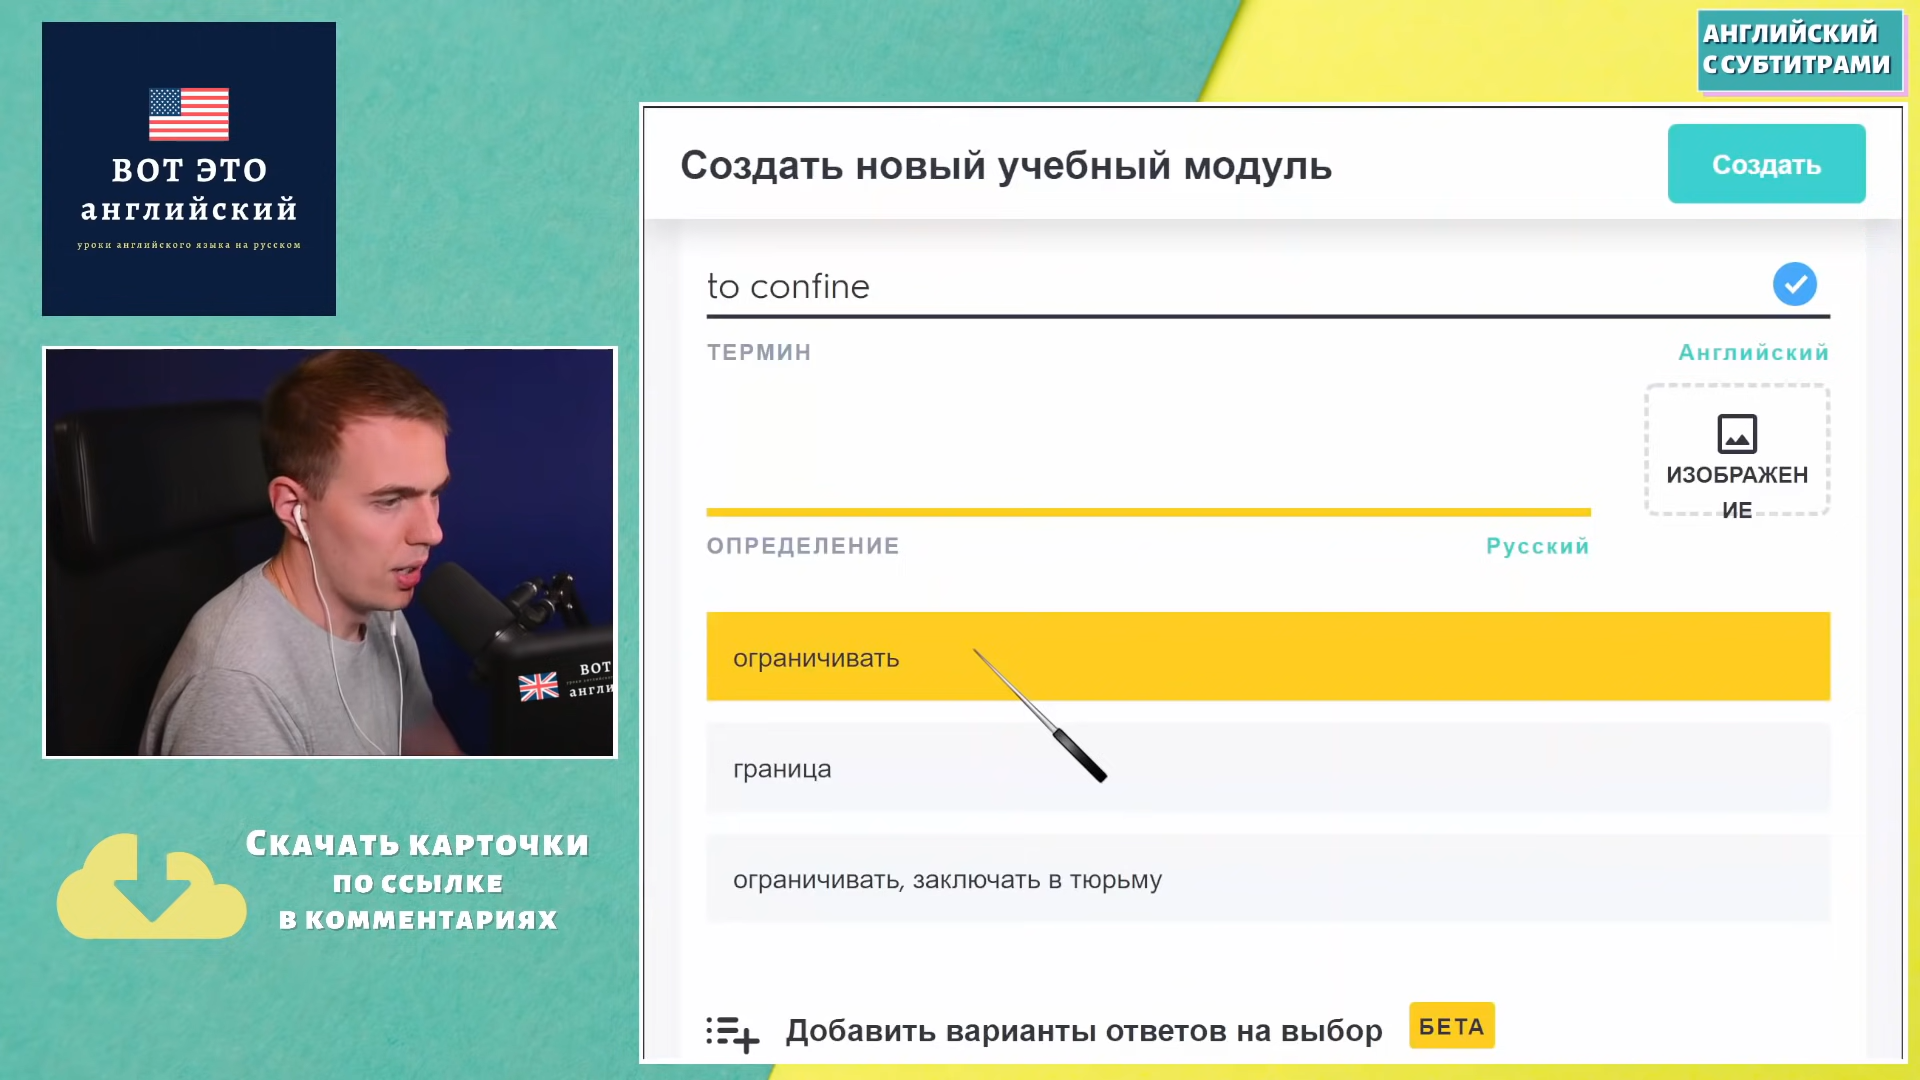 ВОТ ЭТО
английский
уроки английского языка на русском
АНГЛИЙСКИЙ
С СУБТИТРАМИ
Создать новый учебный модуль
Создать
to confine
ТЕРМИН
Английский
ИЗОБРАЖЕН
ИЕ
ОПРЕДЕЛЕНИЕ
Русский
ограничивать
граница
ограничивать, заключать в тюрьму
Добавить варианты ответов на выбор
БЕТА
ВОТ
англи
Скачать карточки
по ссылке
в комментариях